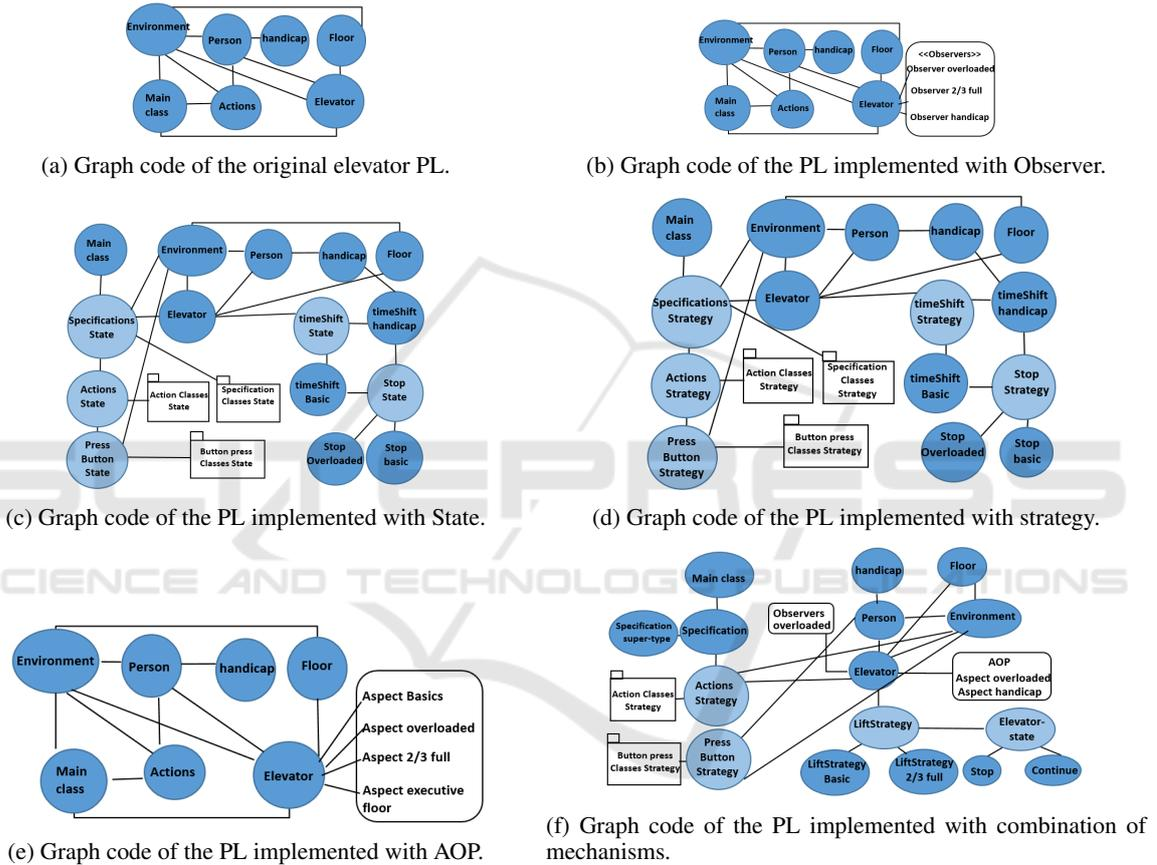 Environment
Person
handicap
Floor
Main
class
Actions
Elevator
(a) Graph code of the original elevator PL.
Environment
Person
handicap
Floor
Main
class
Actions
Elevator
<<Observers>>
Observer overloaded
Observer 2/3 full
Observer handicap
(b) Graph code of the PL implemented with Observer.
Main
class
Environment
Person
handicap
Floor
Specifications
State
Elevator
timeShift
State
timeShift
handicap
Actions
State
Action Classes
State
Specification
Classes State
timeShift
Basic
Stop
State
Press
Button
State
Button press
Classes State
Stop
Overloaded
Stop
basic
(c) Graph code of the PL implemented with State.
Main
class
Environment
Person
handicap
Floor
Specifications
Strategy
Elevator
timeShift
Strategy
timeShift
handicap
Actions
Strategy
Action Classes
Strategy
Specification
Classes
Strategy
timeShift
Basic
Stop
Strategy
Press
Button
Strategy
Button press
Classes Strategy
Stop
Overloaded
Stop
basic
(d) Graph code of the PL implemented with strategy.
Environment
Person
handicap
Floor
Main
class
Actions
Elevator
Aspect Basics
Aspect overloaded
Aspect 2/3 full
Aspect executive
floor
(e) Graph code of the PL implemented with AOP.
Main class
handicap
Floor
Specification
super-type
Specification
Observers
overloaded
Person
Environment
Action Classes
Strategy
Actions
Strategy
Elevator
AOP
Aspect overloaded
Aspect handicap
Button press
Classes Strategy
Press
Button
Strategy
LiftStrategy
Elevator-
state
LiftStrategy
Basic
LiftStrategy
2/3 full
Stop
Continue
(f) Graph code of the PL implemented with combination of
mechanisms.
SCITEPRESS
SCIENCE AND TECHNOLOGY PUBLICATIONS